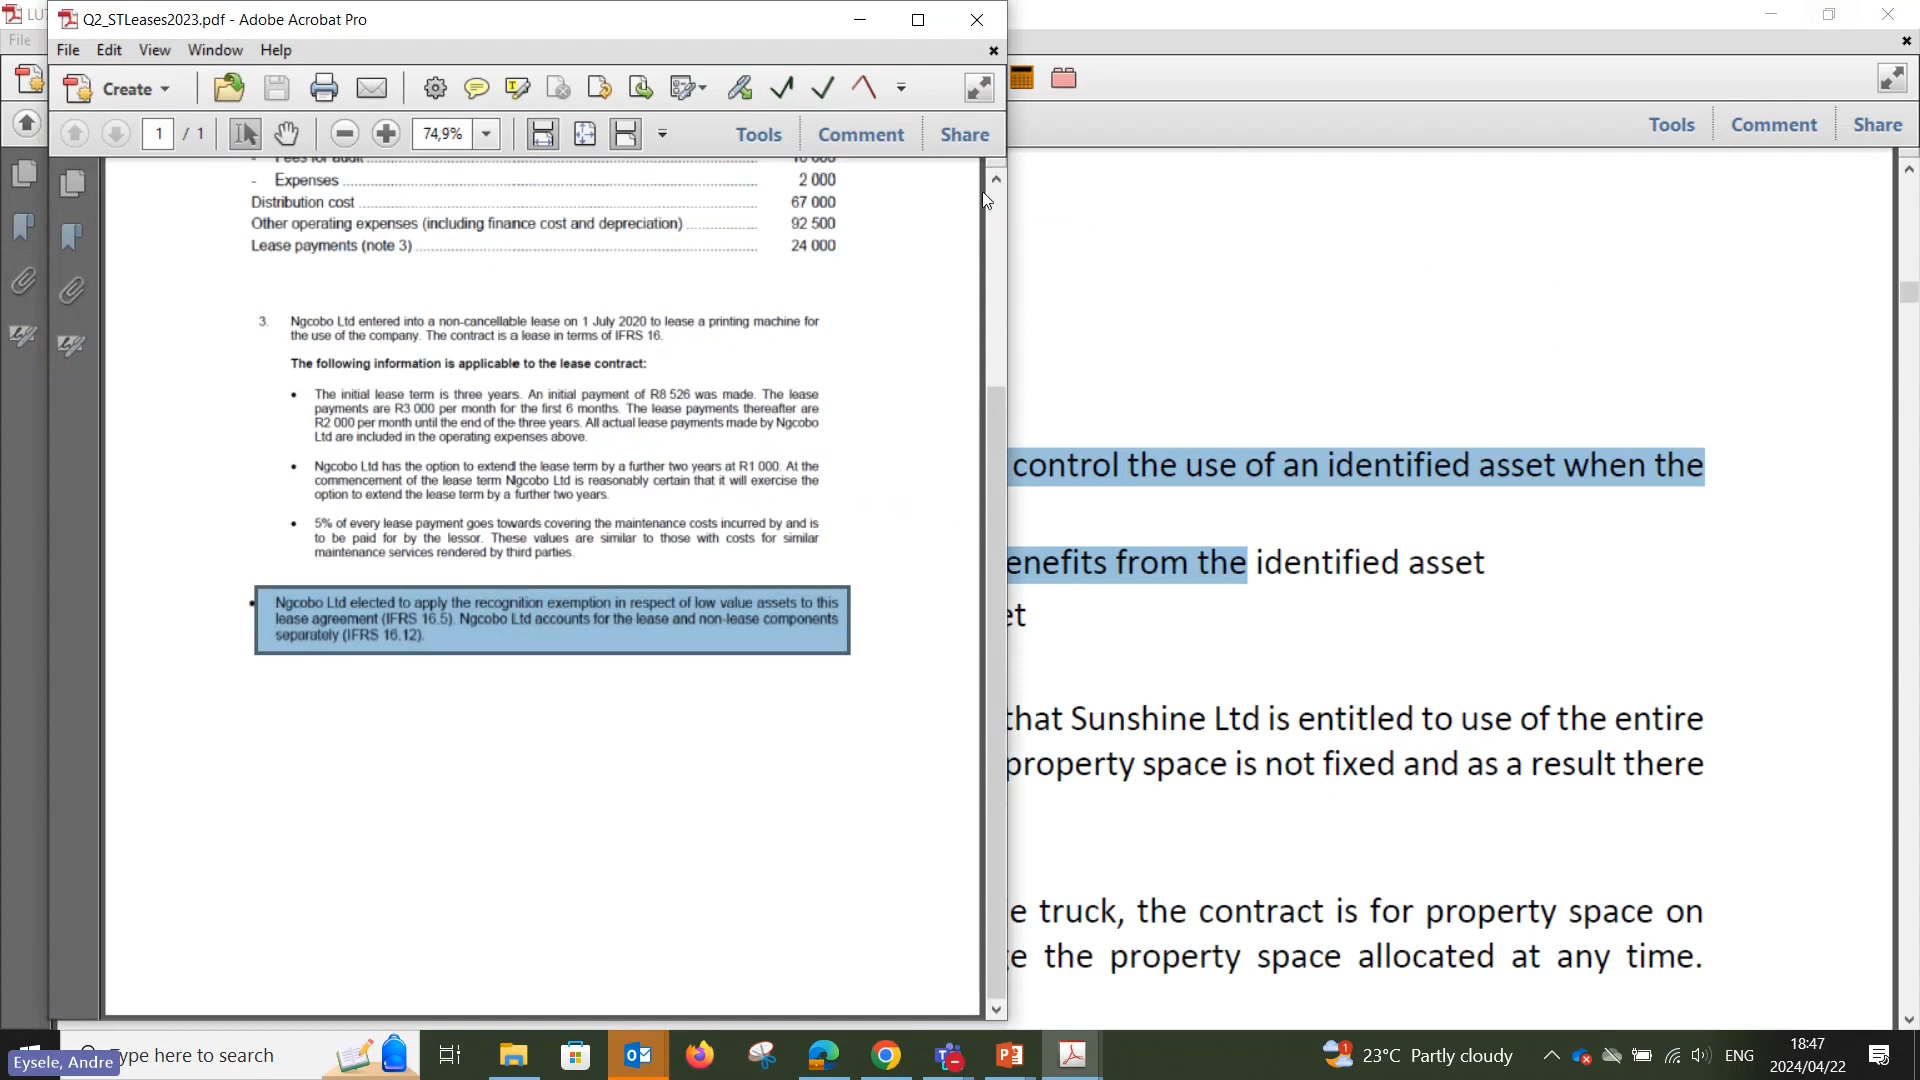 LU
Q2_STLeases2023.pdf - Adobe Acrobat Pro
File
File Edit View Window Help
Create
1 / 1
74,9%
Tools Comment Share
Tools Comment Share
- Fees for audit 10 000
- Expenses 2 000
Distribution cost 67 000
Other operating expenses (including finance cost and depreciation) 92 500
Lease payments (note 3) 24 000
3. Ngcobo Ltd entered into a non-cancellable lease on 1 July 2020 to lease a printing machine for
the use of the company. The contract is a lease in terms of IFRS 16.
The following information is applicable to the lease contract:
• The initial lease term is three years. An initial payment of R8 526 was made. The lease
payments are R3 000 per month for the first 6 months. The lease payments thereafter are
R2 000 per month until the end of the three years. All actual lease payments made by Ngcobo
Ltd are included in the operating expenses above.
• Ngcobo Ltd has the option to extend the lease term by a further two years at R1 000. At the
commencement of the lease term Ngcobo Ltd is reasonably certain that it will exercise the
option to extend the lease term by a further two years.
• 5% of every lease payment goes towards covering the maintenance costs incurred by and is
to be paid for by the lessor. These values are similar to those with costs for similar
maintenance services rendered by third parties.
• Ngcobo Ltd elected to apply the recognition exemption in respect of low value assets to this
lease agreement (IFRS 16.5). Ngcobo Ltd accounts for the lease and non-lease components
separately (IFRS 16.12).
control the use of an identified asset when the
enefits from the identified asset
et
that Sunshine Ltd is entitled to use of the entire
property space is not fixed and as a result there
e truck, the contract is for property space on
ge the property space allocated at any time.
Type here to search
Eysele, Andre
23°C Partly cloudy
ENG
18:47
2024/04/22